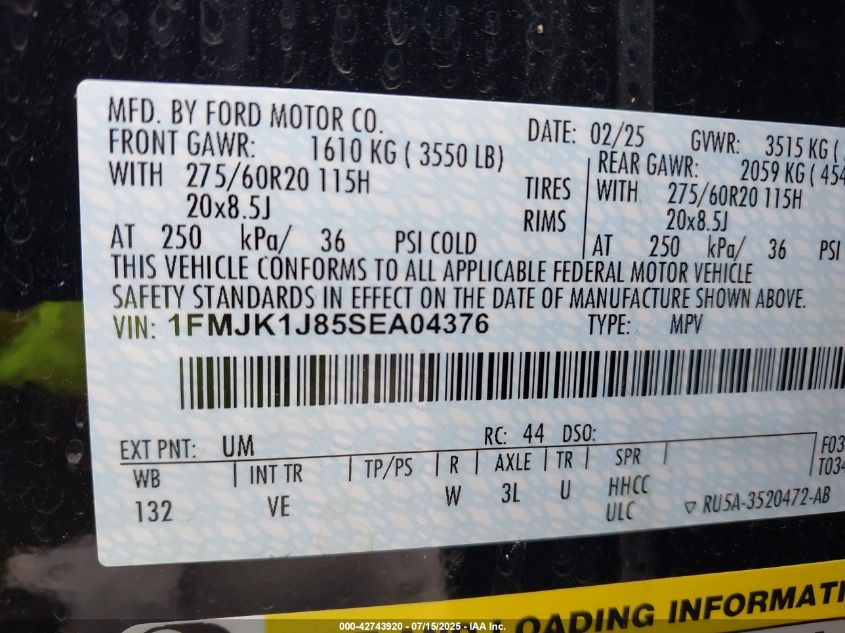 MFD. BY FORD MOTOR CO. DATE: 02/25 GVWR: 3515 KG (
FRONT GAWR: 1610 KG ( 3550 LB) REAR GAWR: 2059 KG ( 454
WITH 275/60R20 115H TIRES WITH 275/60R20 115H
20x8.5J RIMS 20x8.5J
AT 250 kPa/ 36 PSI COLD AT 250 kPa/ 36 PSI
THIS VEHICLE CONFORMS TO ALL APPLICABLE FEDERAL MOTOR VEHICLE
SAFETY STANDARDS IN EFFECT ON THE DATE OF MANUFACTURE SHOWN ABOVE.
VIN: 1FMJK1J85SEA04376 TYPE: MPV
EXT PNT: UM RC: 44 DSO: F03
WB INT TR TP/PS R AXLE TR SPR T034
132 VE W 3L U HHCC
ULC RU5A-3520472-AB
OADING INFORMATI
000-42743920 - 07/15/2025 - IAA Inc.